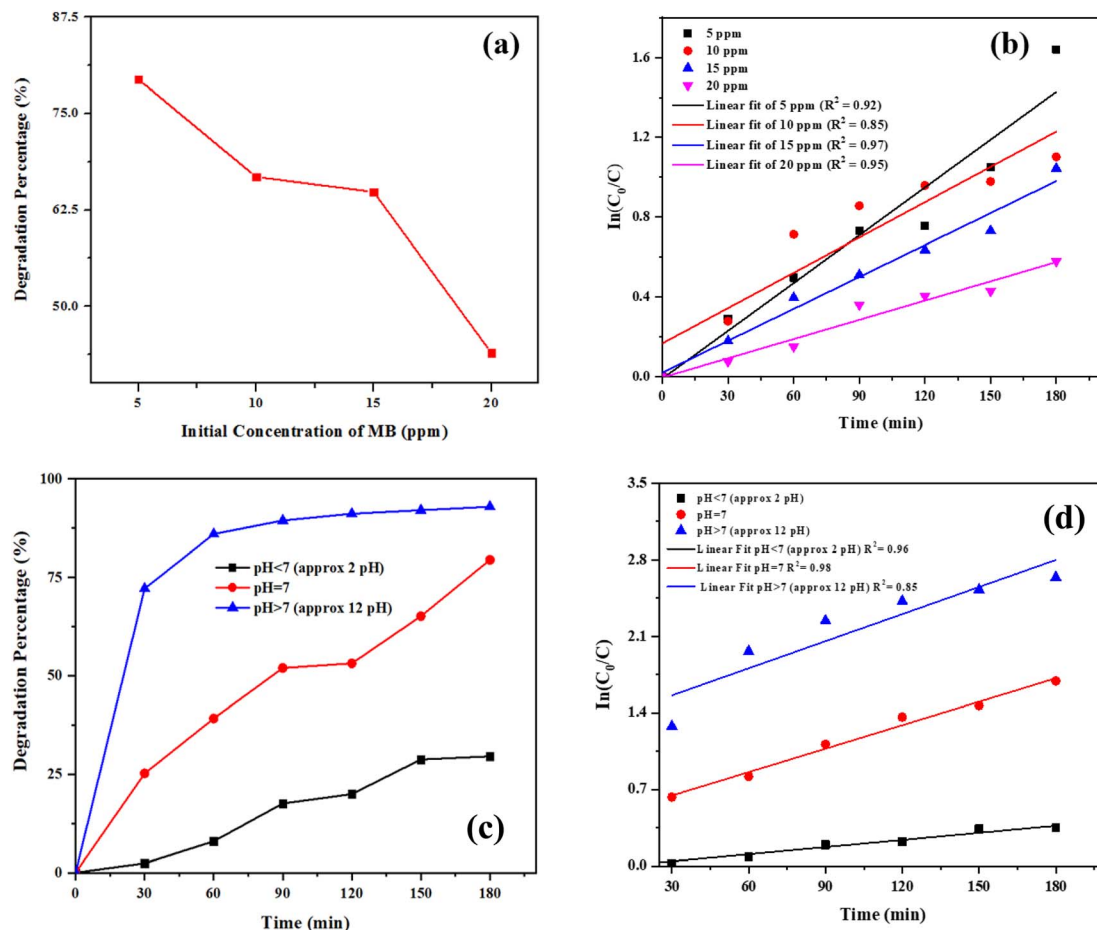 87.5
75.0
62.5
50.0
Degradation Percentage (%)
(a)
5
10
15
20
Initial Concentration of MB (ppm)
(b)
5 ppm
10 ppm
15 ppm
20 ppm
Linear fit of 5 ppm (R² = 0.92)
Linear fit of 10 ppm (R² = 0.85)
Linear fit of 15 ppm (R² = 0.97)
Linear fit of 20 ppm (R² = 0.95)
1.6
1.2
0.8
0.4
0.0
In(C₀/C)
0
30
60
90
120
150
180
Time (min)
100
75
50
25
0
Degradation Percentage (%)
pH<7 (approx 2 pH)
pH=7
pH>7 (approx 12 pH)
(c)
0
30
60
90
120
150
180
Time (min)
3.5
2.8
2.1
1.4
0.7
0.0
In(C₀/C)
pH<7 (approx 2 pH)
pH=7
pH>7 (approx 12 pH)
Linear Fit pH<7 (approx 2 pH) R²= 0.96
Linear Fit pH=7 R²= 0.98
Linear Fit pH>7 (approx 12 pH) R²= 0.85
(d)
30
60
90
120
150
180
Time (min)